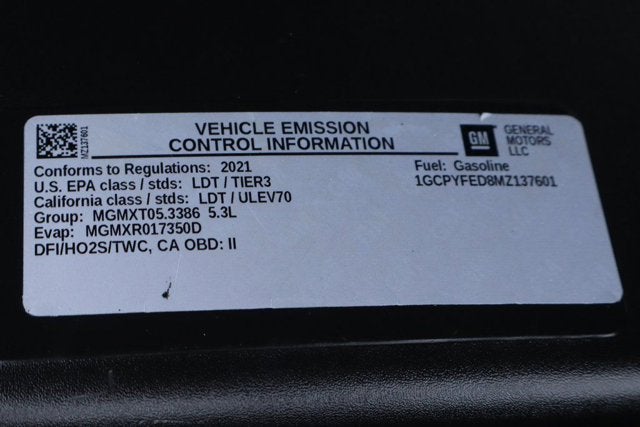 MZ137601
VEHICLE EMISSION
CONTROL INFORMATION
GM
GENERAL
MOTORS
LLC
Conforms to Regulations: 2021
U.S. EPA class / stds: LDT / TIER3
California class / stds: LDT / ULEV70
Group: MGMXT05.3386 5.3L
Evap: MGMXR017350D
DFI/HO2S/TWC, CA OBD: II
Fuel: Gasoline
1GCPYFED8MZ137601